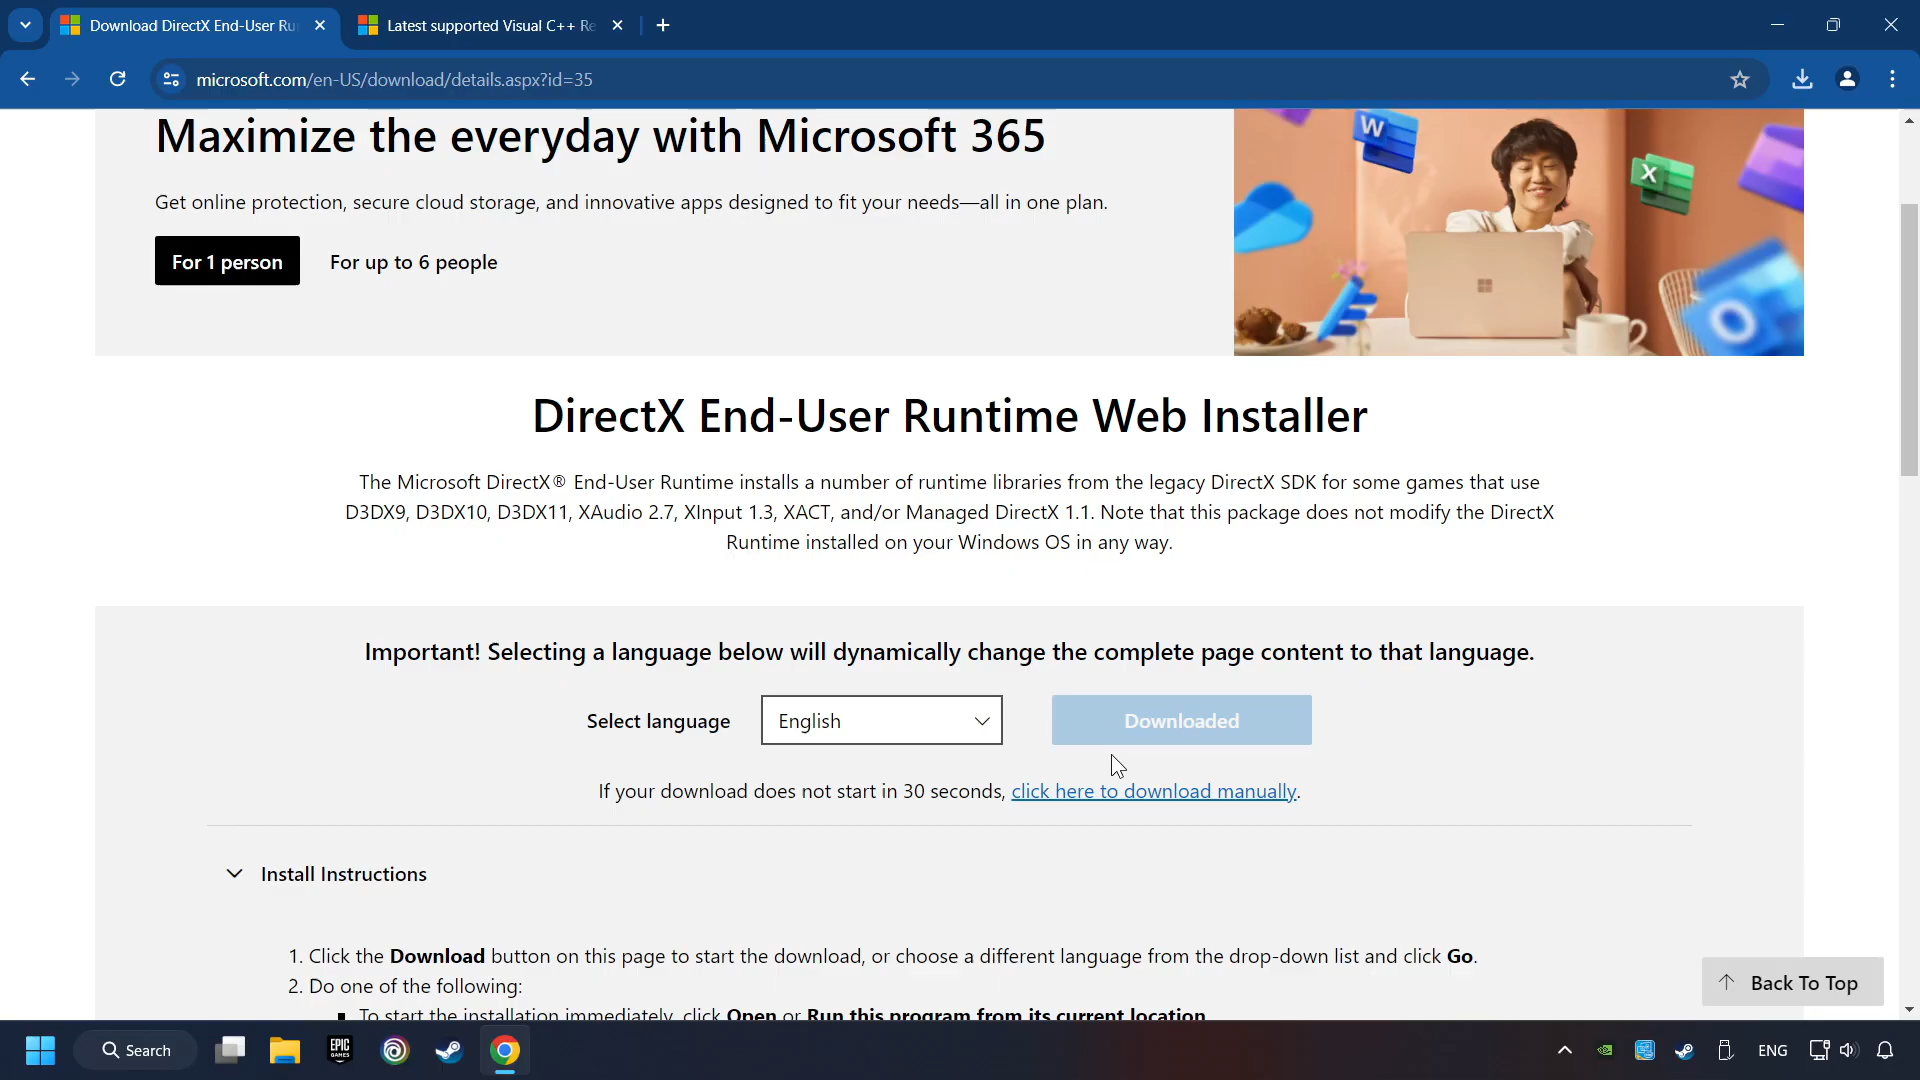 Download DirectX End-User Ru
Latest supported Visual C++ Re
microsoft.com/en-US/download/details.aspx?id=35
Maximize the everyday with Microsoft 365
Get online protection, secure cloud storage, and innovative apps designed to fit your needs—all in one plan.
For 1 person
For up to 6 people
W
X
O
DirectX End-User Runtime Web Installer
The Microsoft DirectX® End-User Runtime installs a number of runtime libraries from the legacy DirectX SDK for some games that use
D3DX9, D3DX10, D3DX11, XAudio 2.7, XInput 1.3, XACT, and/or Managed DirectX 1.1. Note that this package does not modify the DirectX
Runtime installed on your Windows OS in any way.
Important! Selecting a language below will dynamically change the complete page content to that language.
Select language
English
Downloaded
If your download does not start in 30 seconds, click here to download manually.
Install Instructions
1. Click the Download button on this page to start the download, or choose a different language from the drop-down list and click Go.
2. Do one of the following:
To start the installation immediately, click Open or Run this program from its current location
Back To Top
Search
EPIC
GAMES
ENG